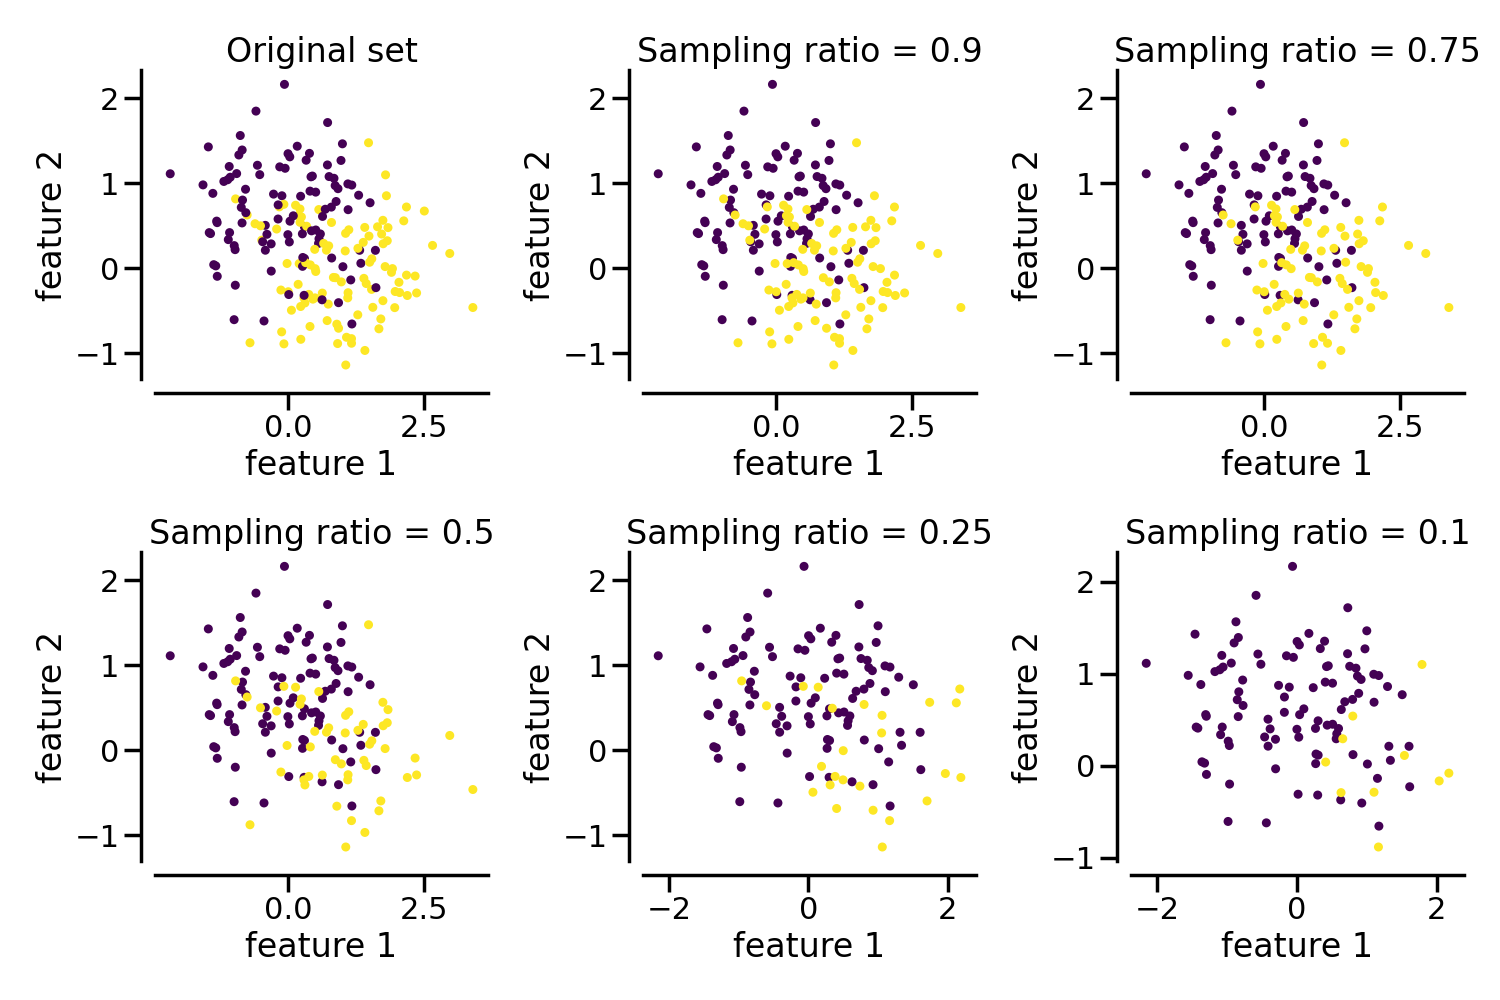 Original set
Sampling ratio = 0.9
Sampling ratio = 0.75
2
1
0
−1
feature 2
0.0
2.5
feature 1
2
1
0
−1
feature 2
0.0
2.5
feature 1
2
1
0
−1
feature 2
0.0
2.5
feature 1
Sampling ratio = 0.5
Sampling ratio = 0.25
Sampling ratio = 0.1
2
1
0
−1
feature 2
0.0
2.5
feature 1
2
1
0
−1
feature 2
−2
0
2
feature 1
2
1
0
−1
feature 2
−2
0
2
feature 1